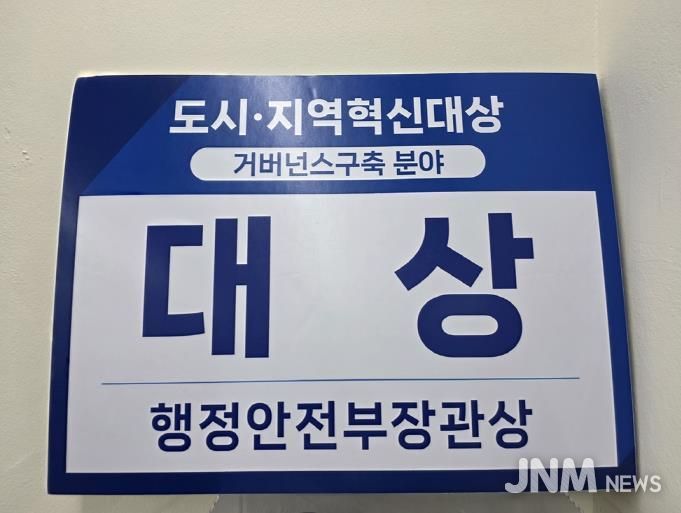 도시·지역혁신대상
거버넌스구축 분야
대 상
행정안전부장관상
JNM NEWS